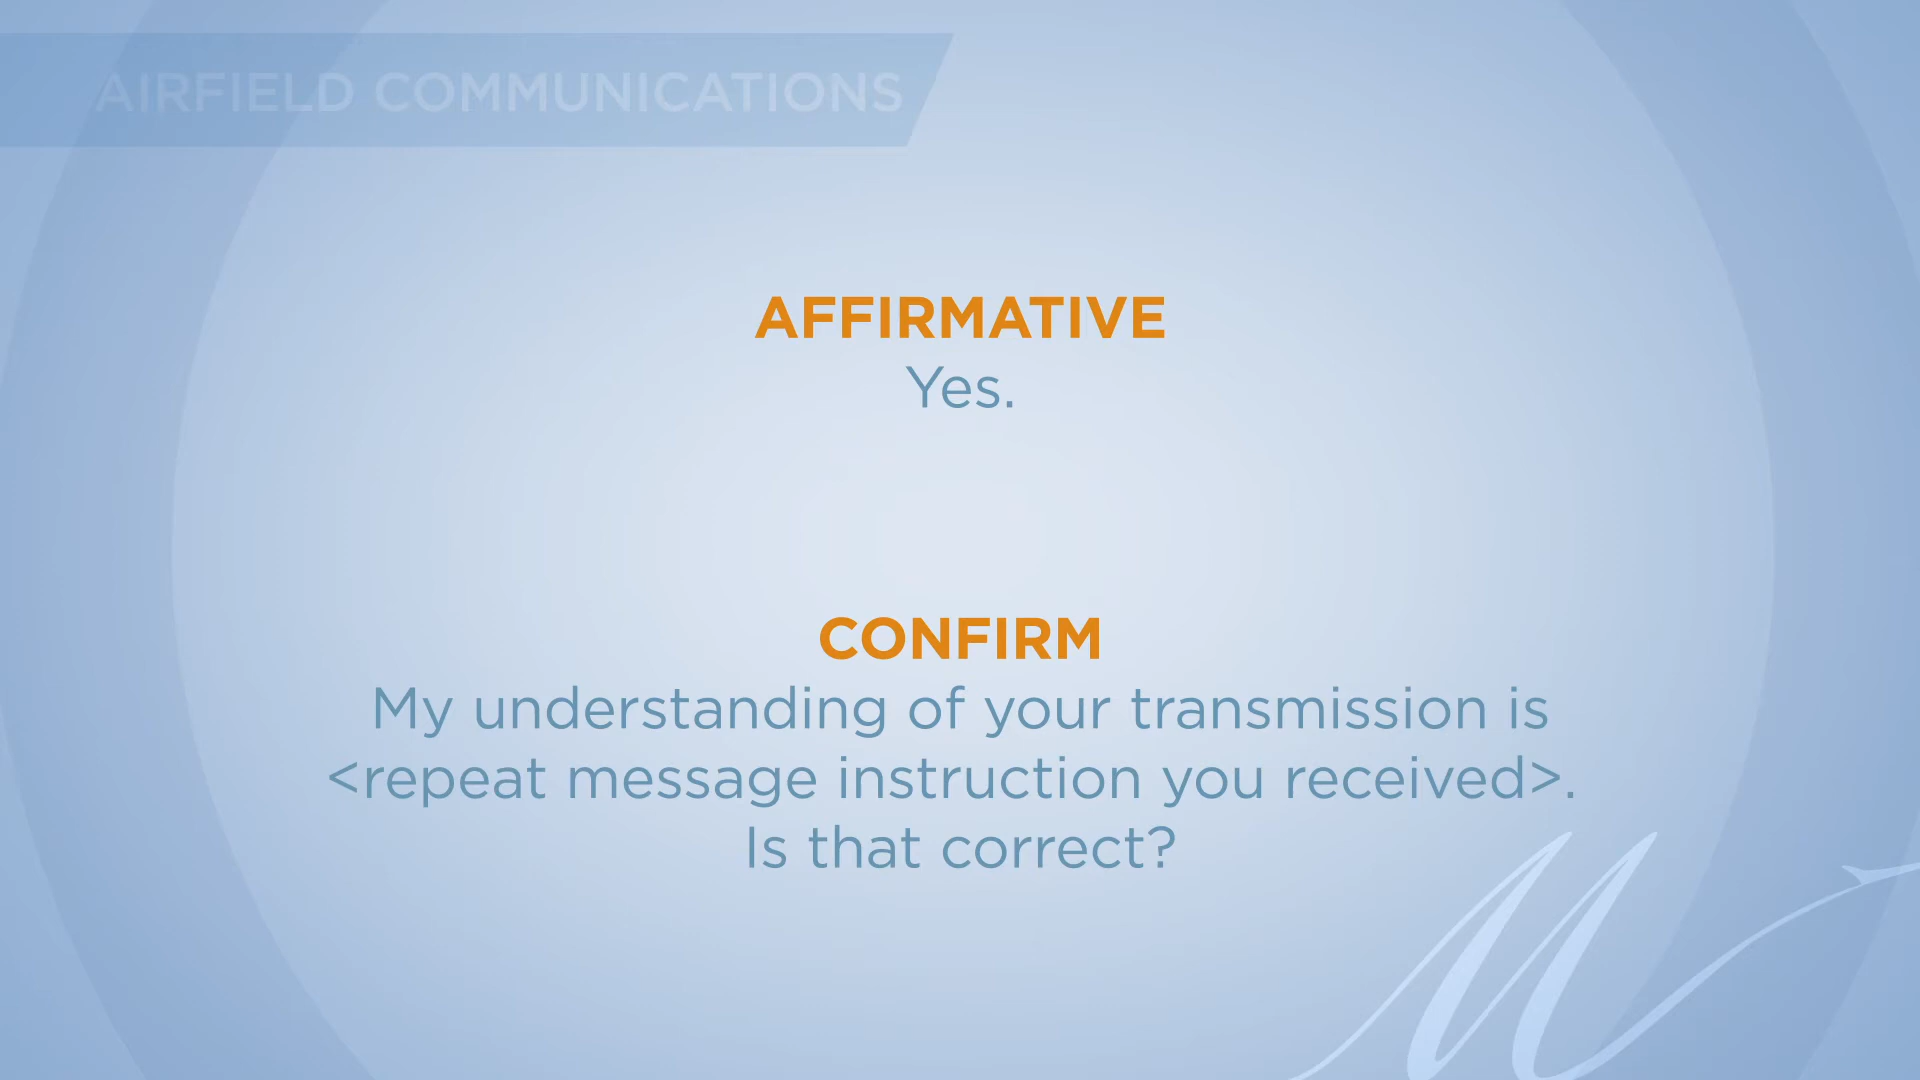 AIRFIELD COMMUNICATIONS
AFFIRMATIVE
Yes.
CONFIRM
My understanding of your transmission is
<repeat message instruction you received>.
Is that correct?